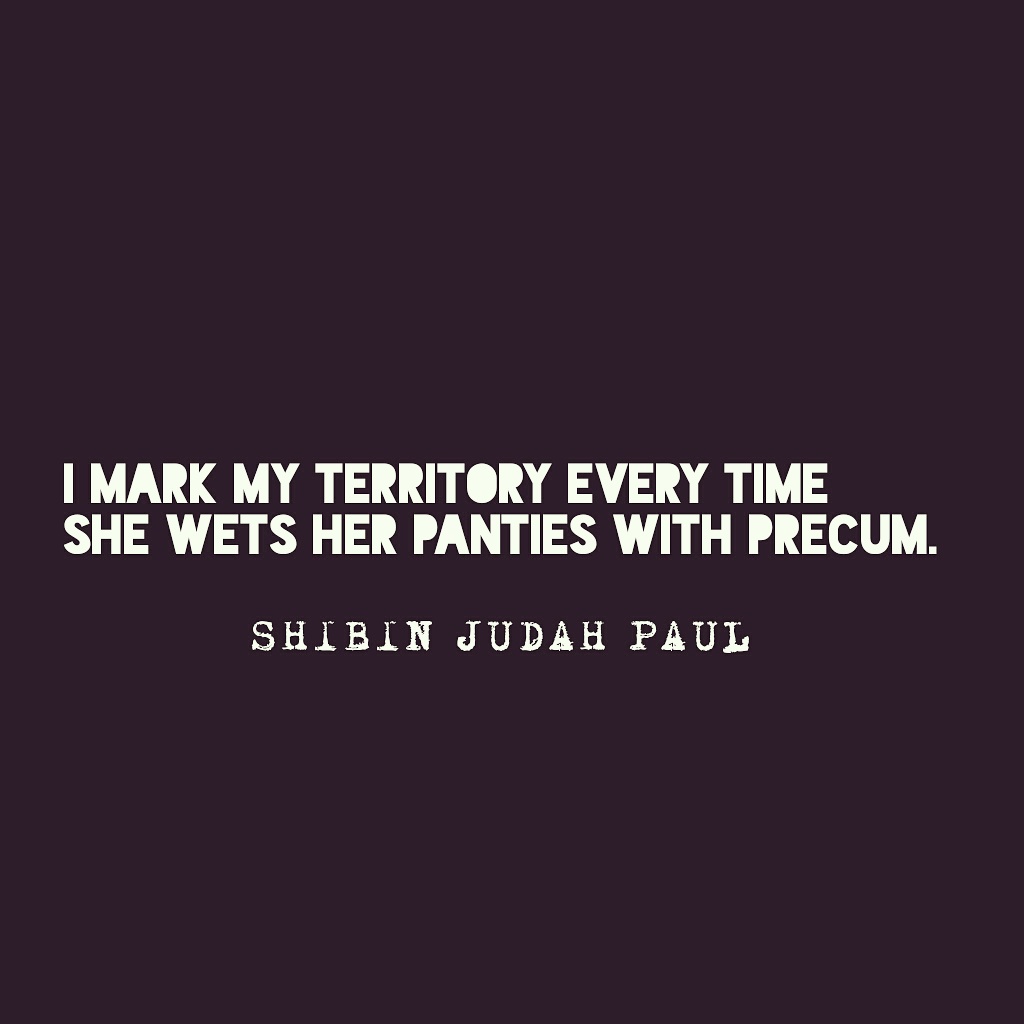 I MARK MY TERRITORY EVERY TIME
SHE WETS HER PANTIES WITH PRECUM.
SHIBIN JUDAH PAUL